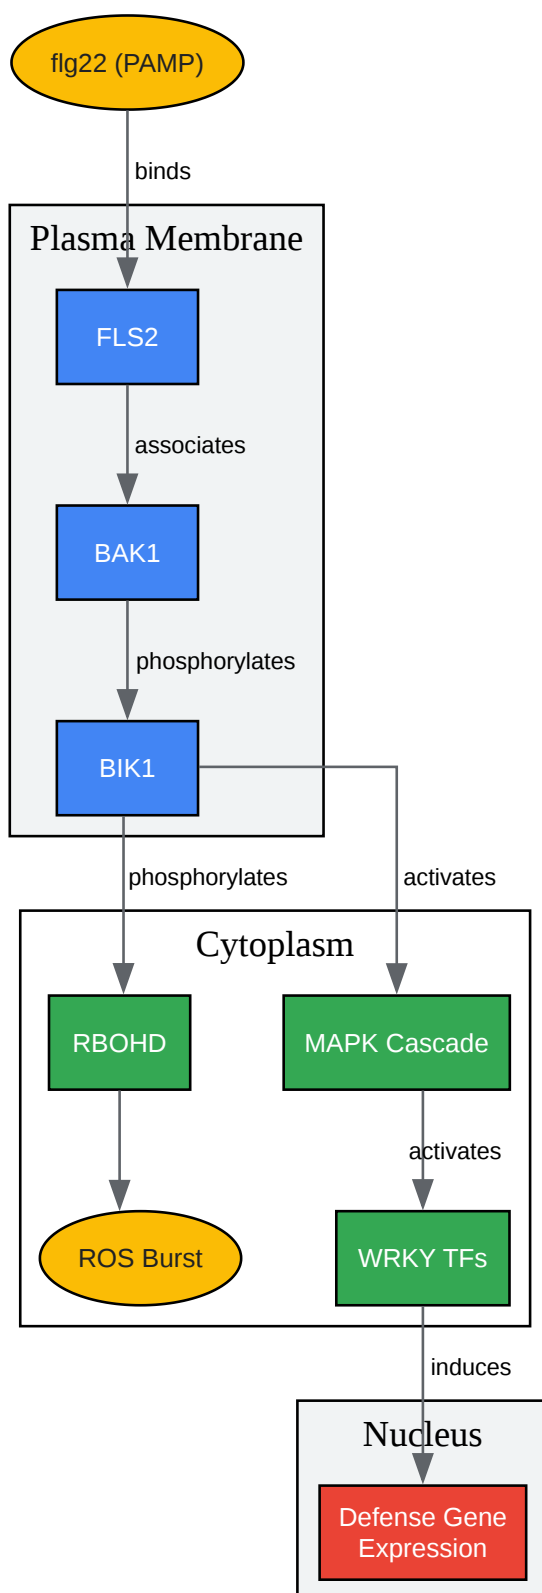 flg22 (PAMP)
binds
Plasma Membrane
FLS2
associates
BAK1
phosphorylates
BIK1
phosphorylates
activates
Cytoplasm
RBOHD
MAPK Cascade
activates
ROS Burst
WRKY TFs
induces
Nucleus
Defense Gene
Expression